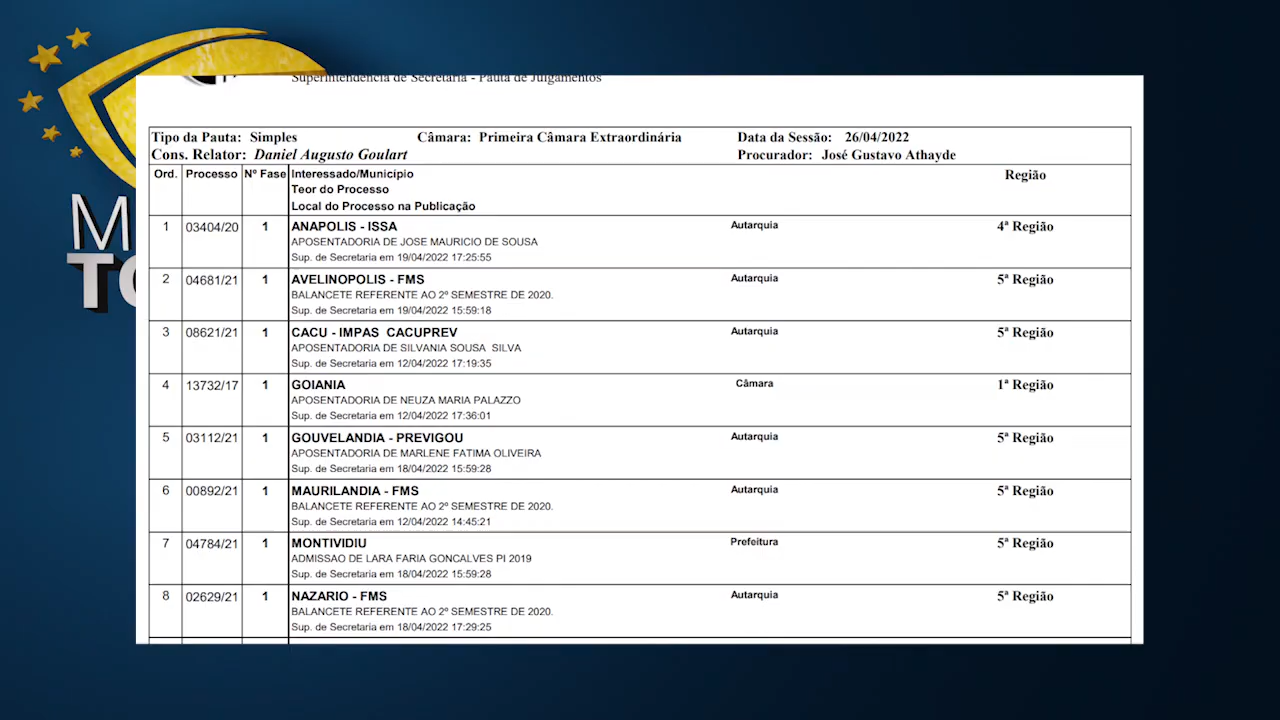 Superintendência de Secretaria - Pauta de Julgamentos
Tipo da Pauta: Simples Câmara: Primeira Câmara Extraordinária Data da Sessão: 26/04/2022
Cons. Relator: Daniel Augusto Goulart Procurador: José Gustavo Athayde
Ord. Processo Nº Fase Interessado/Município Região
Teor do Processo
Local do Processo na Publicação
1 03404/20 1 ANAPOLIS - ISSA Autarquia 4ª Região
APOSENTADORIA DE JOSE MAURICIO DE SOUSA
Sup. de Secretaria em 19/04/2022 17:25:55
2 04681/21 1 AVELINOPOLIS - FMS Autarquia 5ª Região
BALANCETE REFERENTE AO 2º SEMESTRE DE 2020.
Sup. de Secretaria em 19/04/2022 15:59:18
3 08621/21 1 CACU - IMPAS CACUPREV Autarquia 5ª Região
APOSENTADORIA DE SILVANIA SOUSA SILVA
Sup. de Secretaria em 12/04/2022 17:19:35
4 13732/17 1 GOIANIA Câmara 1ª Região
APOSENTADORIA DE NEUZA MARIA PALAZZO
Sup. de Secretaria em 12/04/2022 17:36:01
5 03112/21 1 GOUVELANDIA - PREVIGOU Autarquia 5ª Região
APOSENTADORIA DE MARLENE FATIMA OLIVEIRA
Sup. de Secretaria em 18/04/2022 15:59:28
6 00892/21 1 MAURILANDIA - FMS Autarquia 5ª Região
BALANCETE REFERENTE AO 2º SEMESTRE DE 2020.
Sup. de Secretaria em 12/04/2022 14:45:21
7 04784/21 1 MONTIVIDIU Prefeitura 5ª Região
ADMISSAO DE LARA FARIA GONCALVES PI 2019
Sup. de Secretaria em 18/04/2022 15:59:28
8 02629/21 1 NAZARIO - FMS Autarquia 5ª Região
BALANCETE REFERENTE AO 2º SEMESTRE DE 2020.
Sup. de Secretaria em 18/04/2022 17:29:25